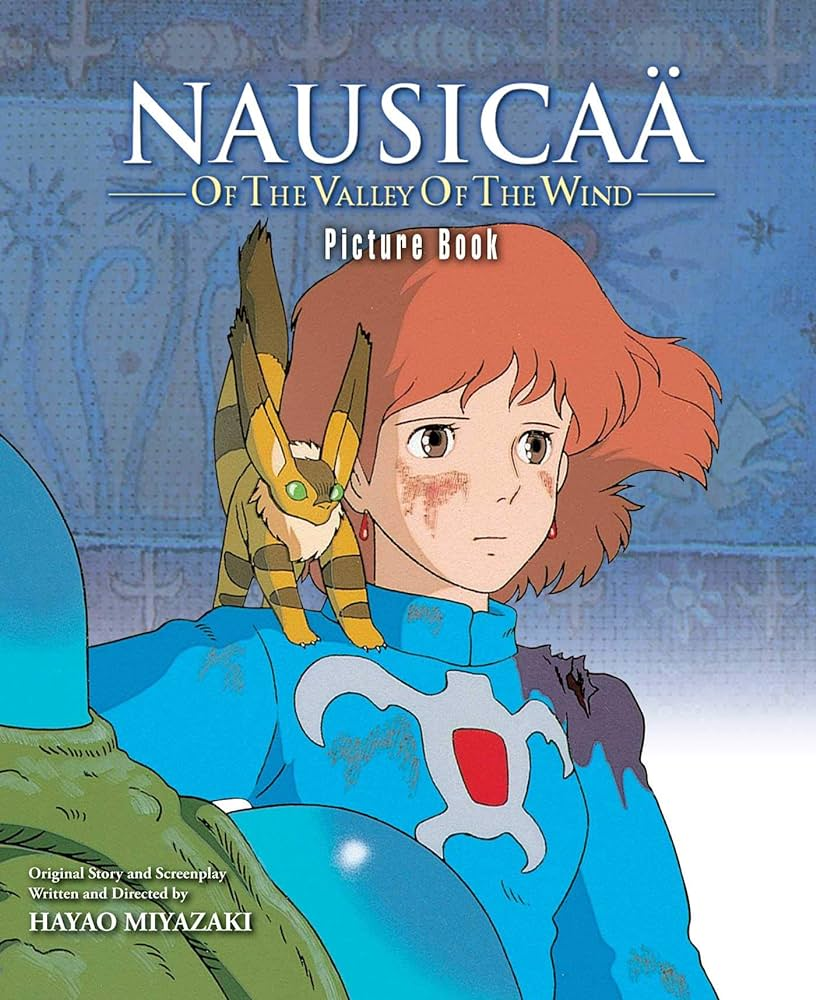 NAUSICAÄ
OF THE VALLEY OF THE WIND
Picture Book
Original Story and Screenplay
Written and Directed by
HAYAO MIYAZAKI